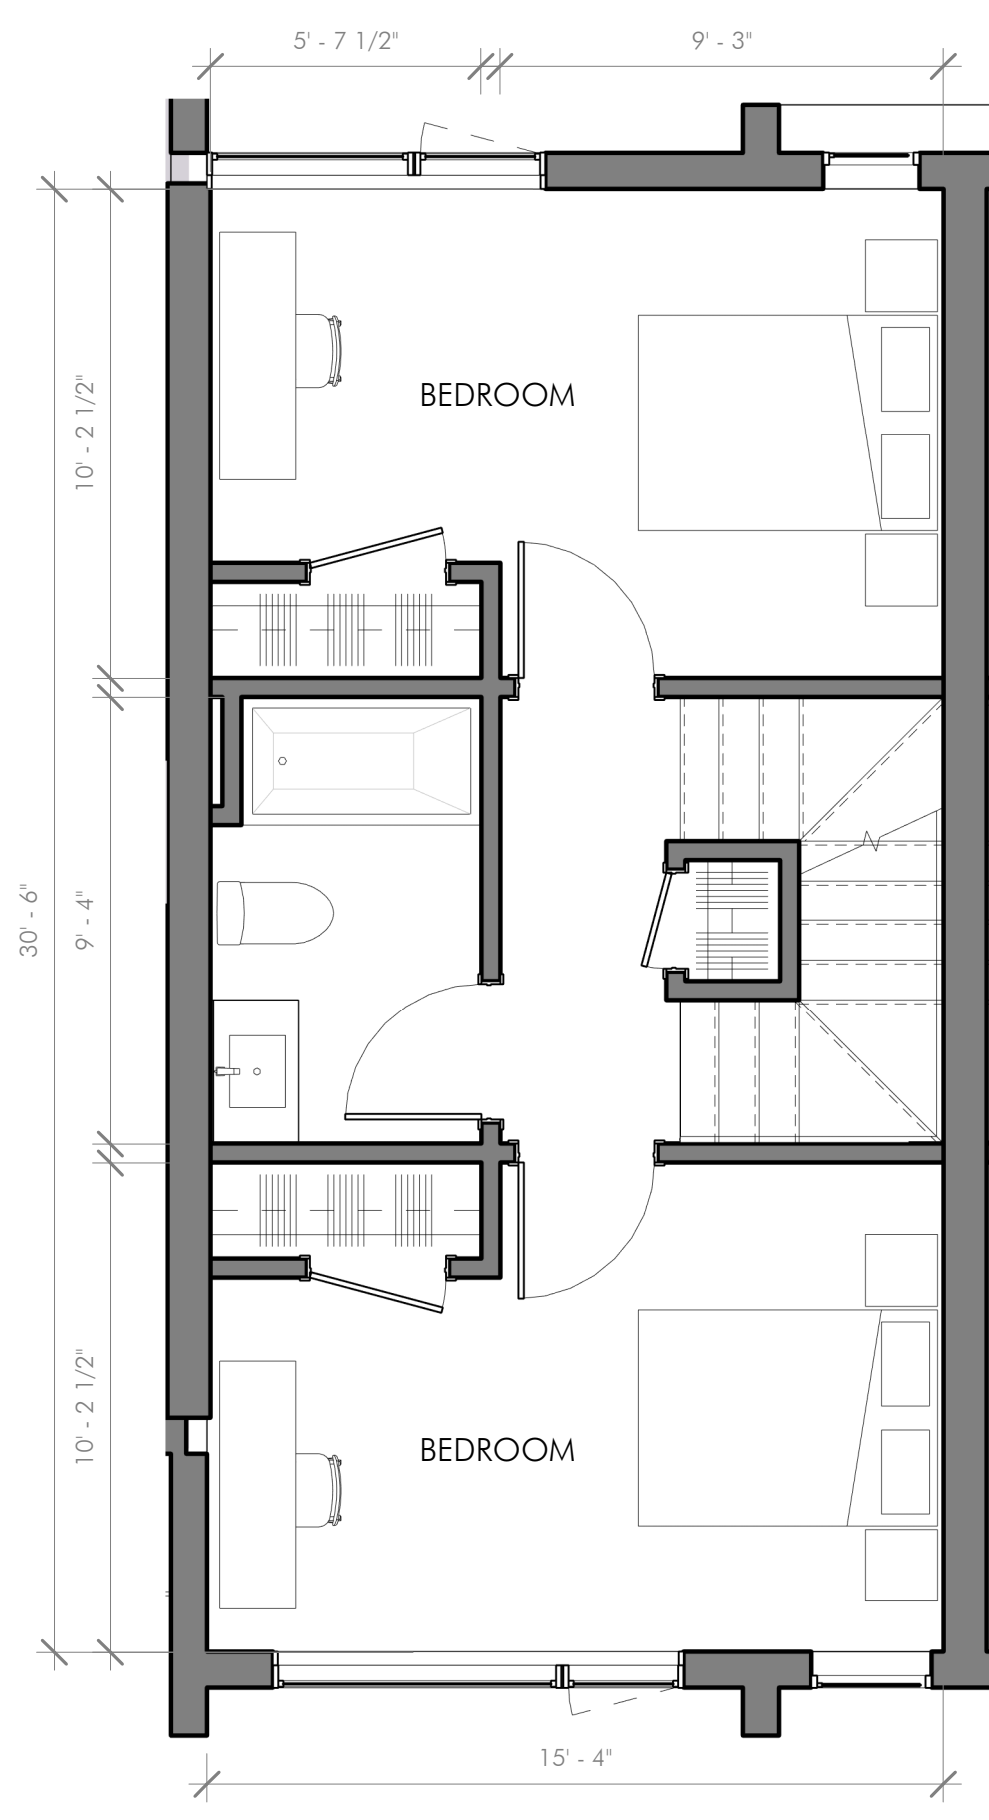 5' - 7 1/2"
9' - 3"
10' - 2 1/2"
BEDROOM
30' - 6"
9' - 4"
10' - 2 1/2"
BEDROOM
15' - 4"